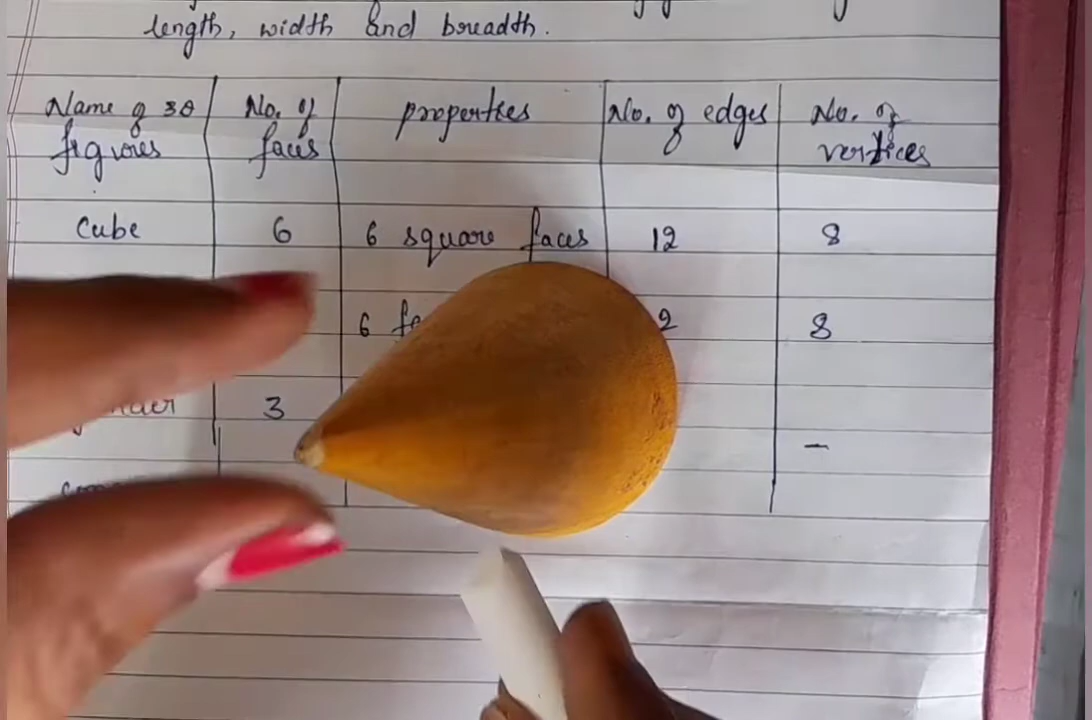 length, width and breadth.
Name of 3D No. of properties No. of edges No. of
figures faces vertices
Cube 6 6 square faces 12 8
6 2 8
3
—